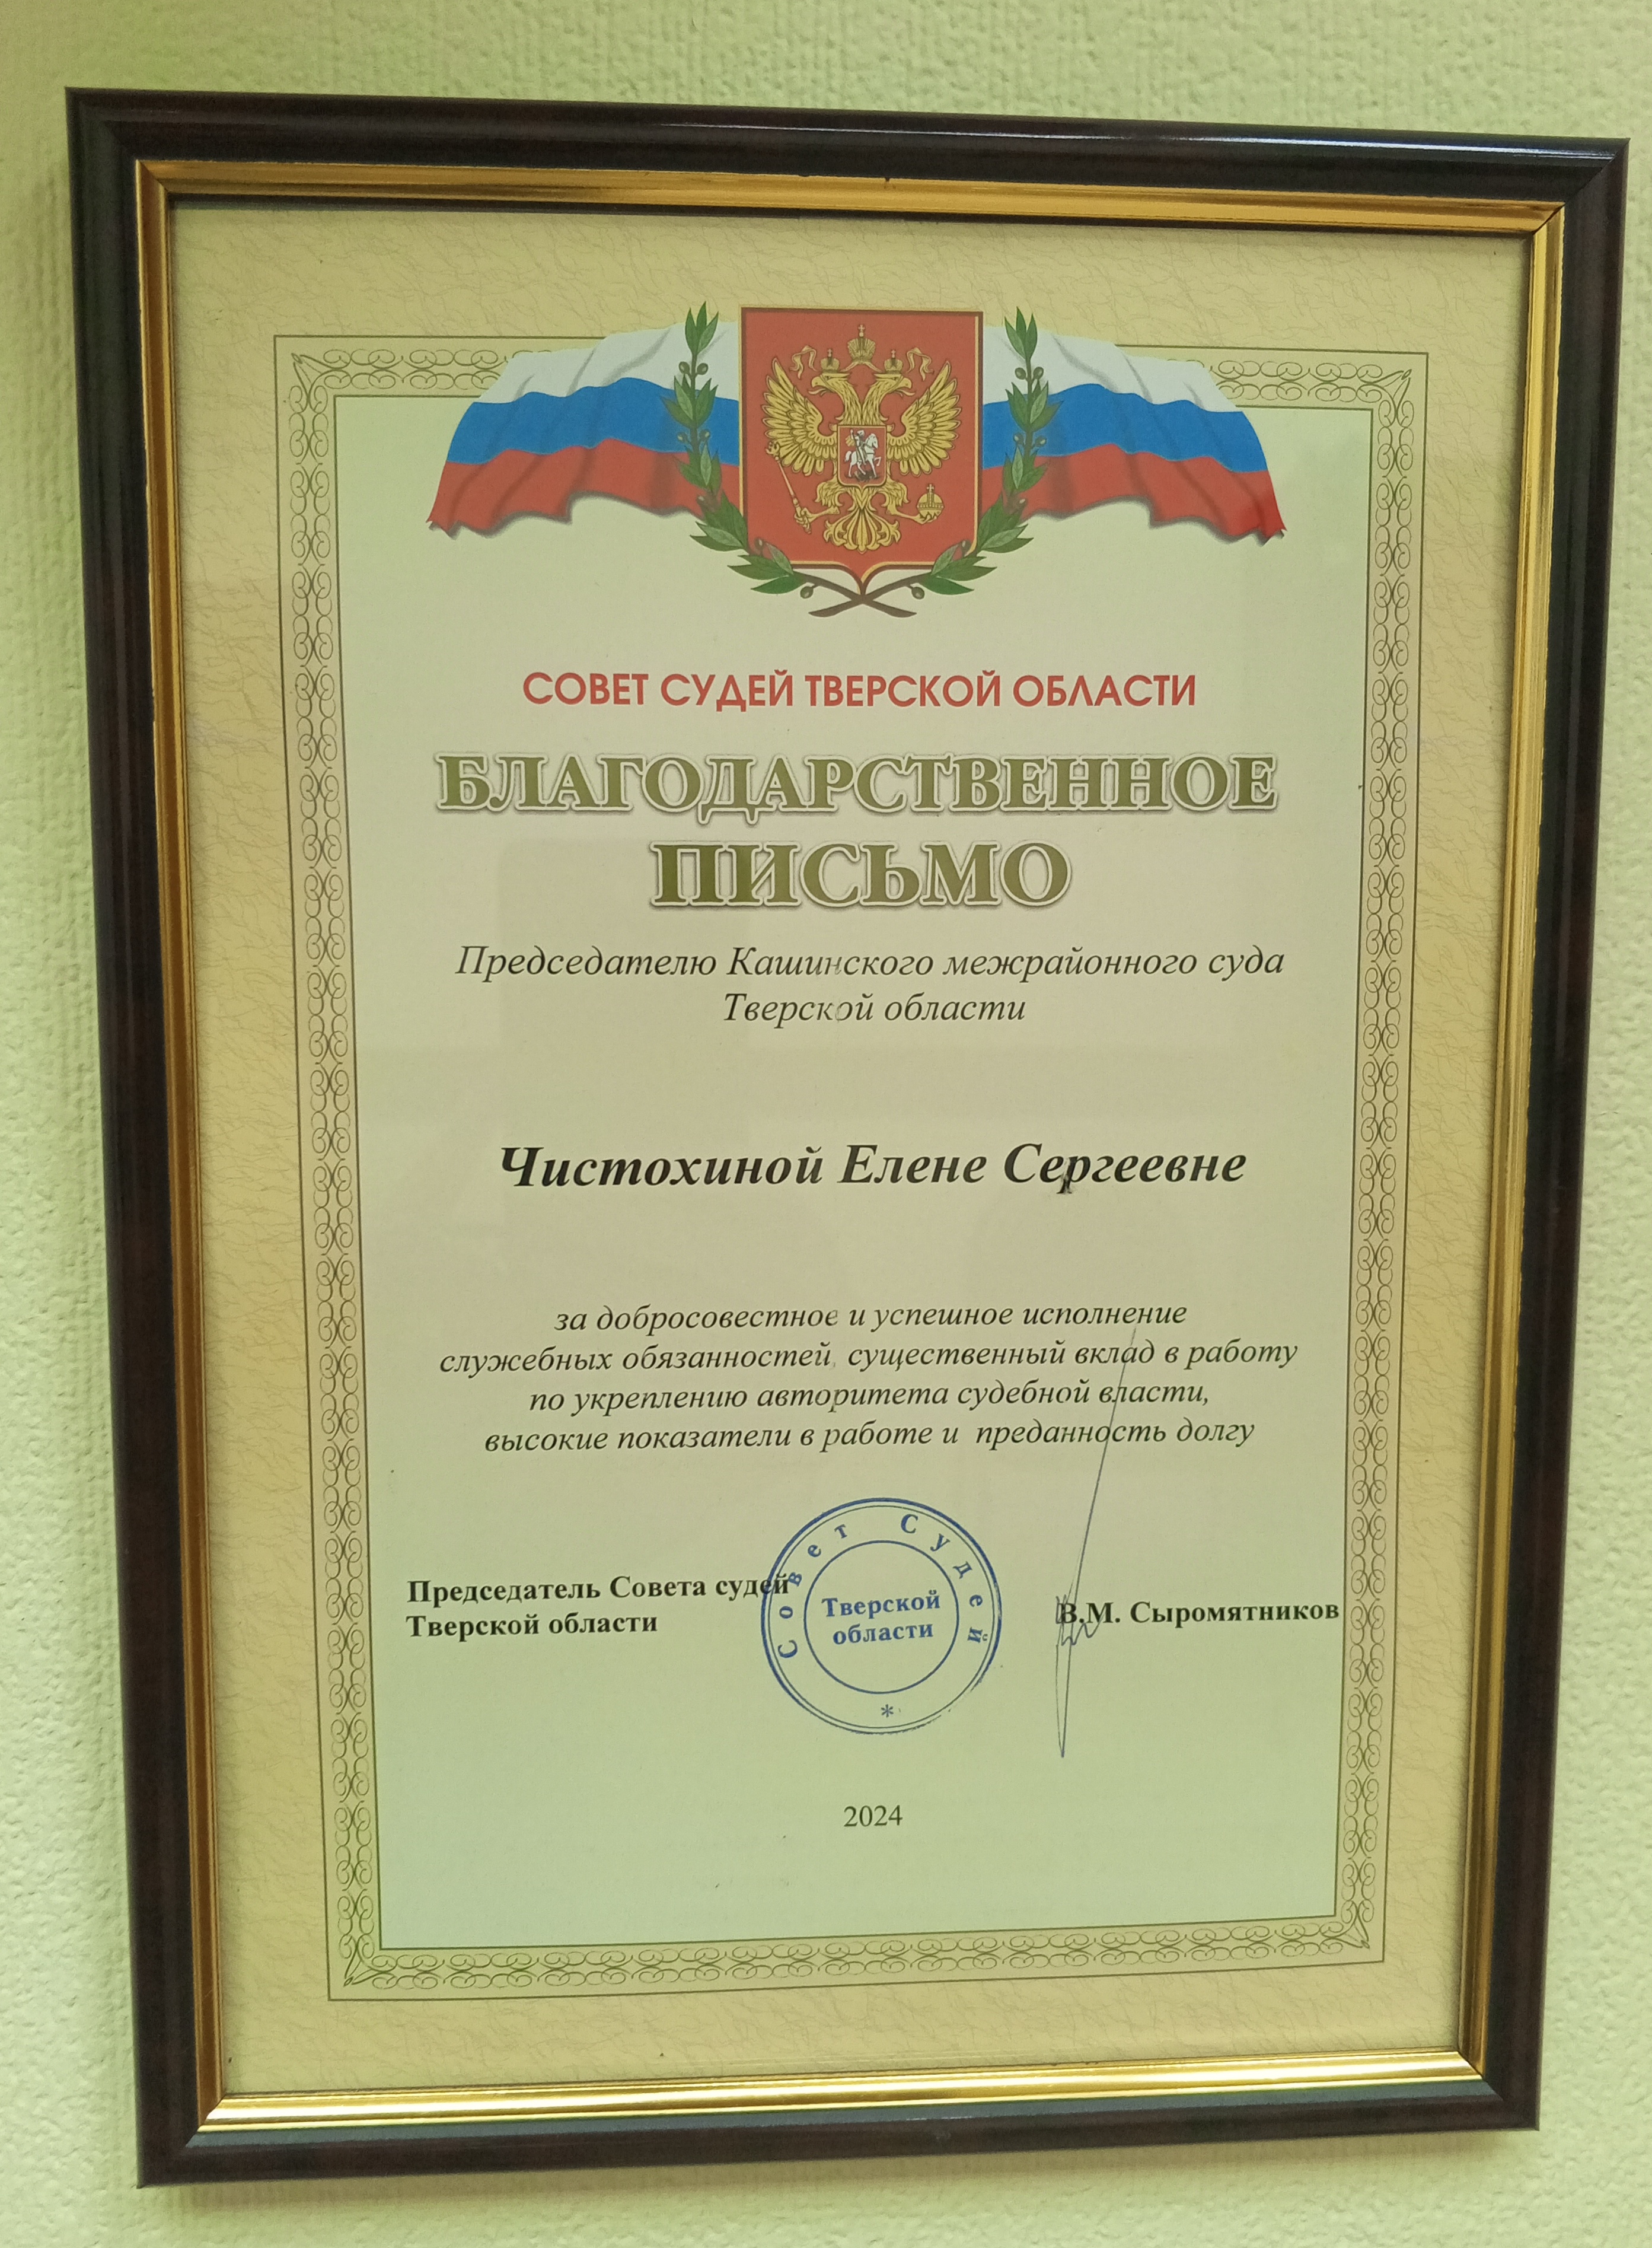 СОВЕТ СУДЕЙ ТВЕРСКОЙ ОБЛАСТИ
БЛАГОДАРСТВЕННОЕ
ПИСЬМО
Председателю Кашинского межрайонного суда
Тверской области
Чистохиной Елене Сергеевне
за добросовестное и успешное исполнение
служебных обязанностей, существенный вклад в работу
по укреплению авторитета судебной власти,
высокие показатели в работе и преданность долгу
Председатель Совета судей
Тверской области
Совет Судей
Тверской
области
*
В.М. Сыромятников
2024